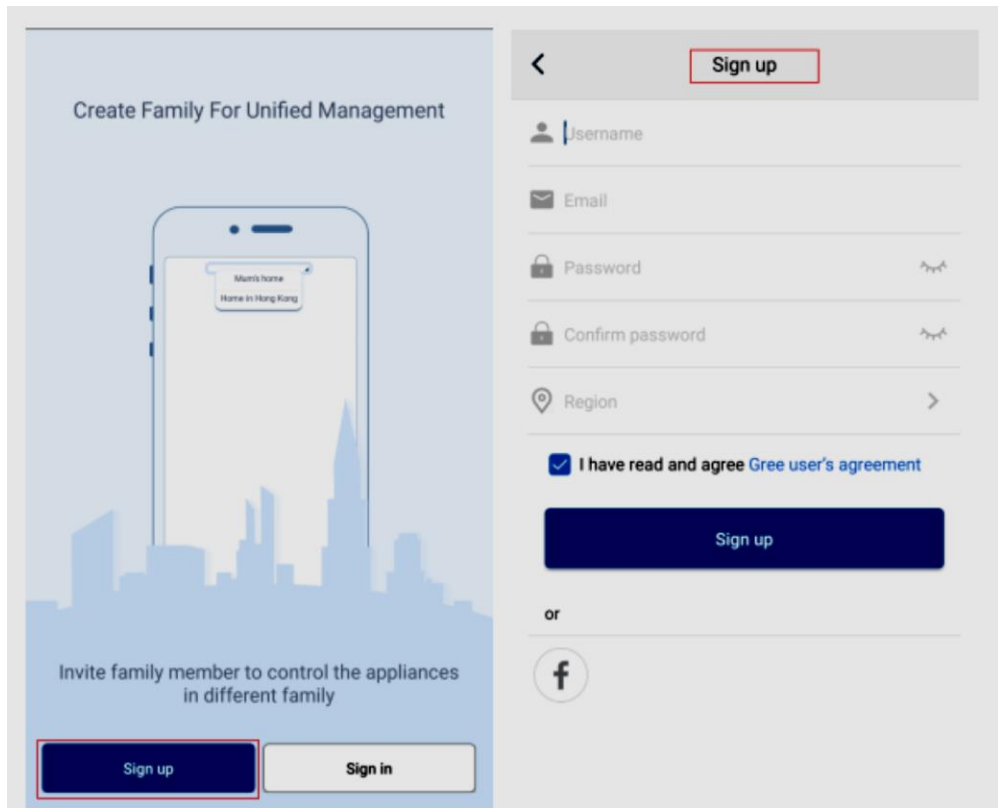 Create Family For Unified Management
Mum's home
Home in Hong Kong
Invite family member to control the appliances
in different family
Sign up
Sign in
Sign up
Username
Email
Password
Confirm password
Region
I have read and agree Gree user's agreement
Sign up
or
f